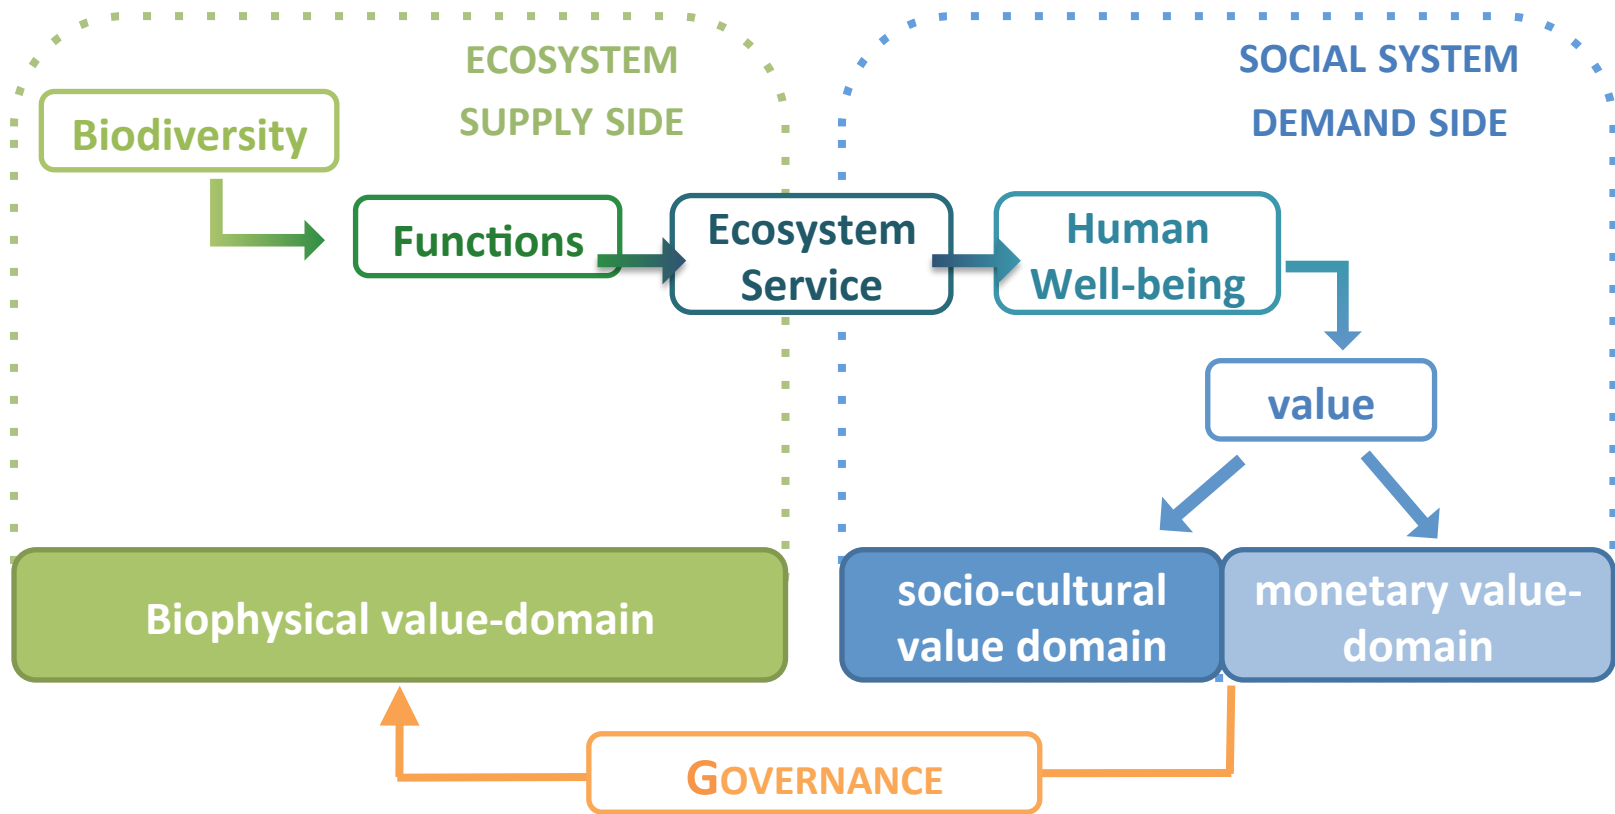 ECOSYSTEM
SUPPLY SIDE
SOCIAL SYSTEM
DEMAND SIDE
Biodiversity
Functions
Ecosystem
Service
Human
Well-being
value
Biophysical value-domain
socio-cultural
value domain
monetary value-
domain
GOVERNANCE